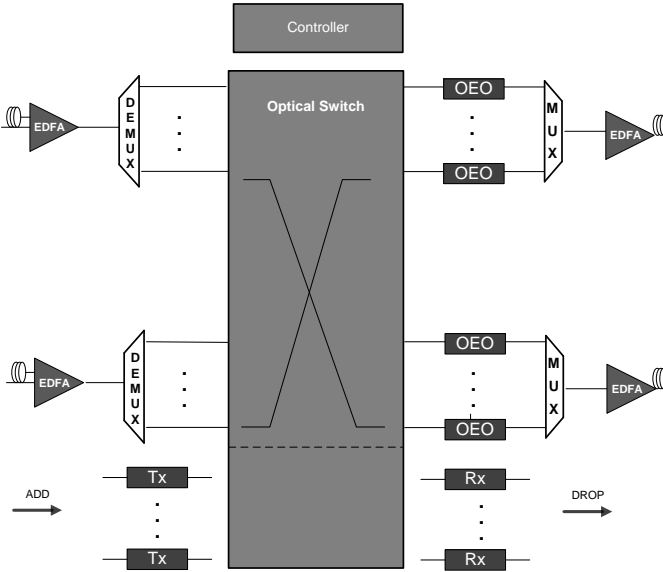 Controller
Optical Switch
EDFA
DEMUX
OEO
OEO
MUX
EDFA
EDFA
DEMUX
OEO
OEO
MUX
EDFA
Tx
Rx
ADD
DROP
Tx
Rx